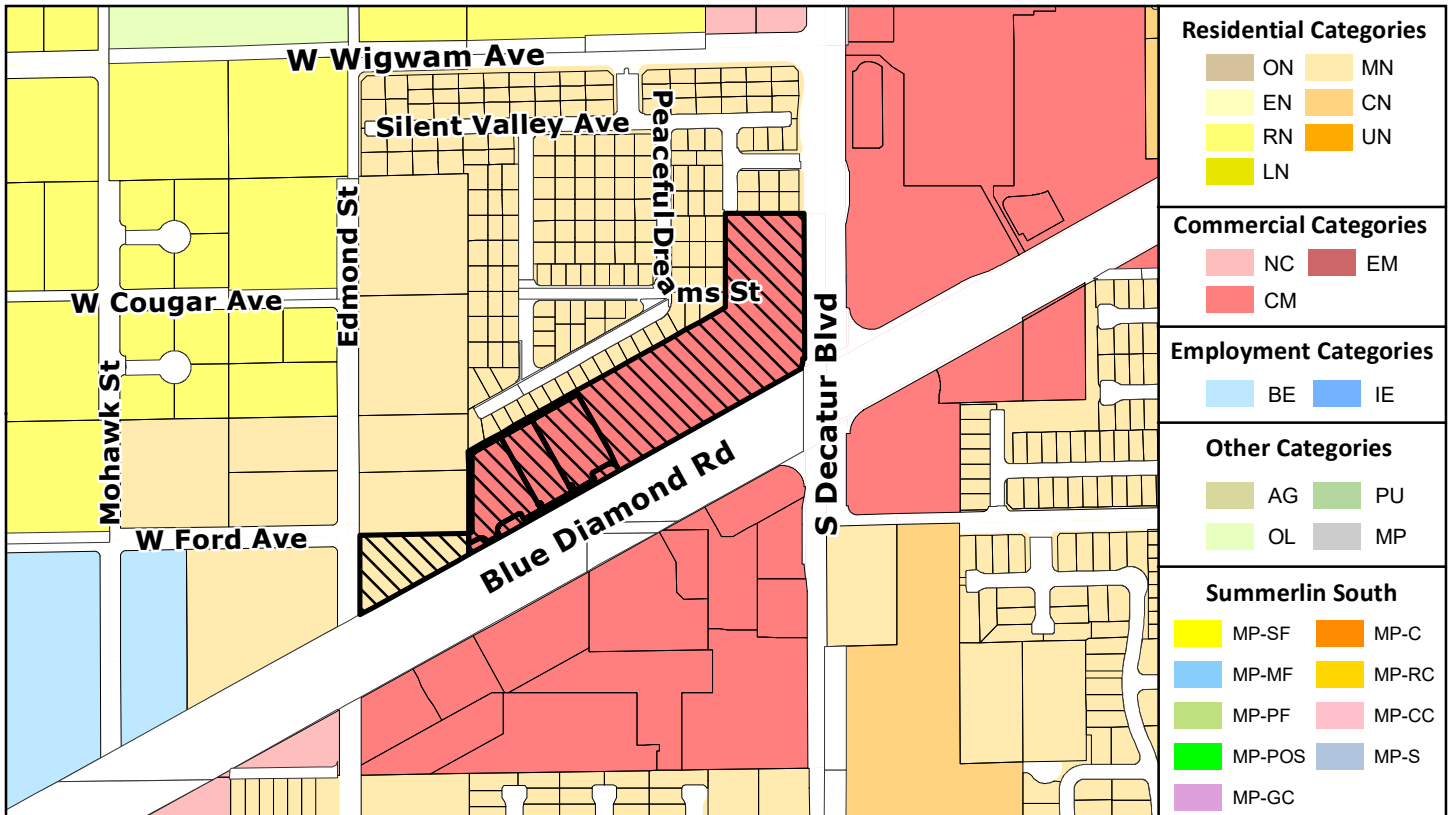 W Wigwam Ave
Silent Valley Ave
Peaceful Dreams St
Edmond St
W Cougar Ave
Mohawk St
S Decatur Blvd
W Ford Ave
Blue Diamond Rd
Residential Categories
ON MN
EN CN
RN UN
LN
Commercial Categories
NC EM
CM
Employment Categories
BE IE
Other Categories
AG PU
OL MP
Summerlin South
MP-SF MP-C
MP-MF MP-RC
MP-PF MP-CC
MP-POS MP-S
MP-GC